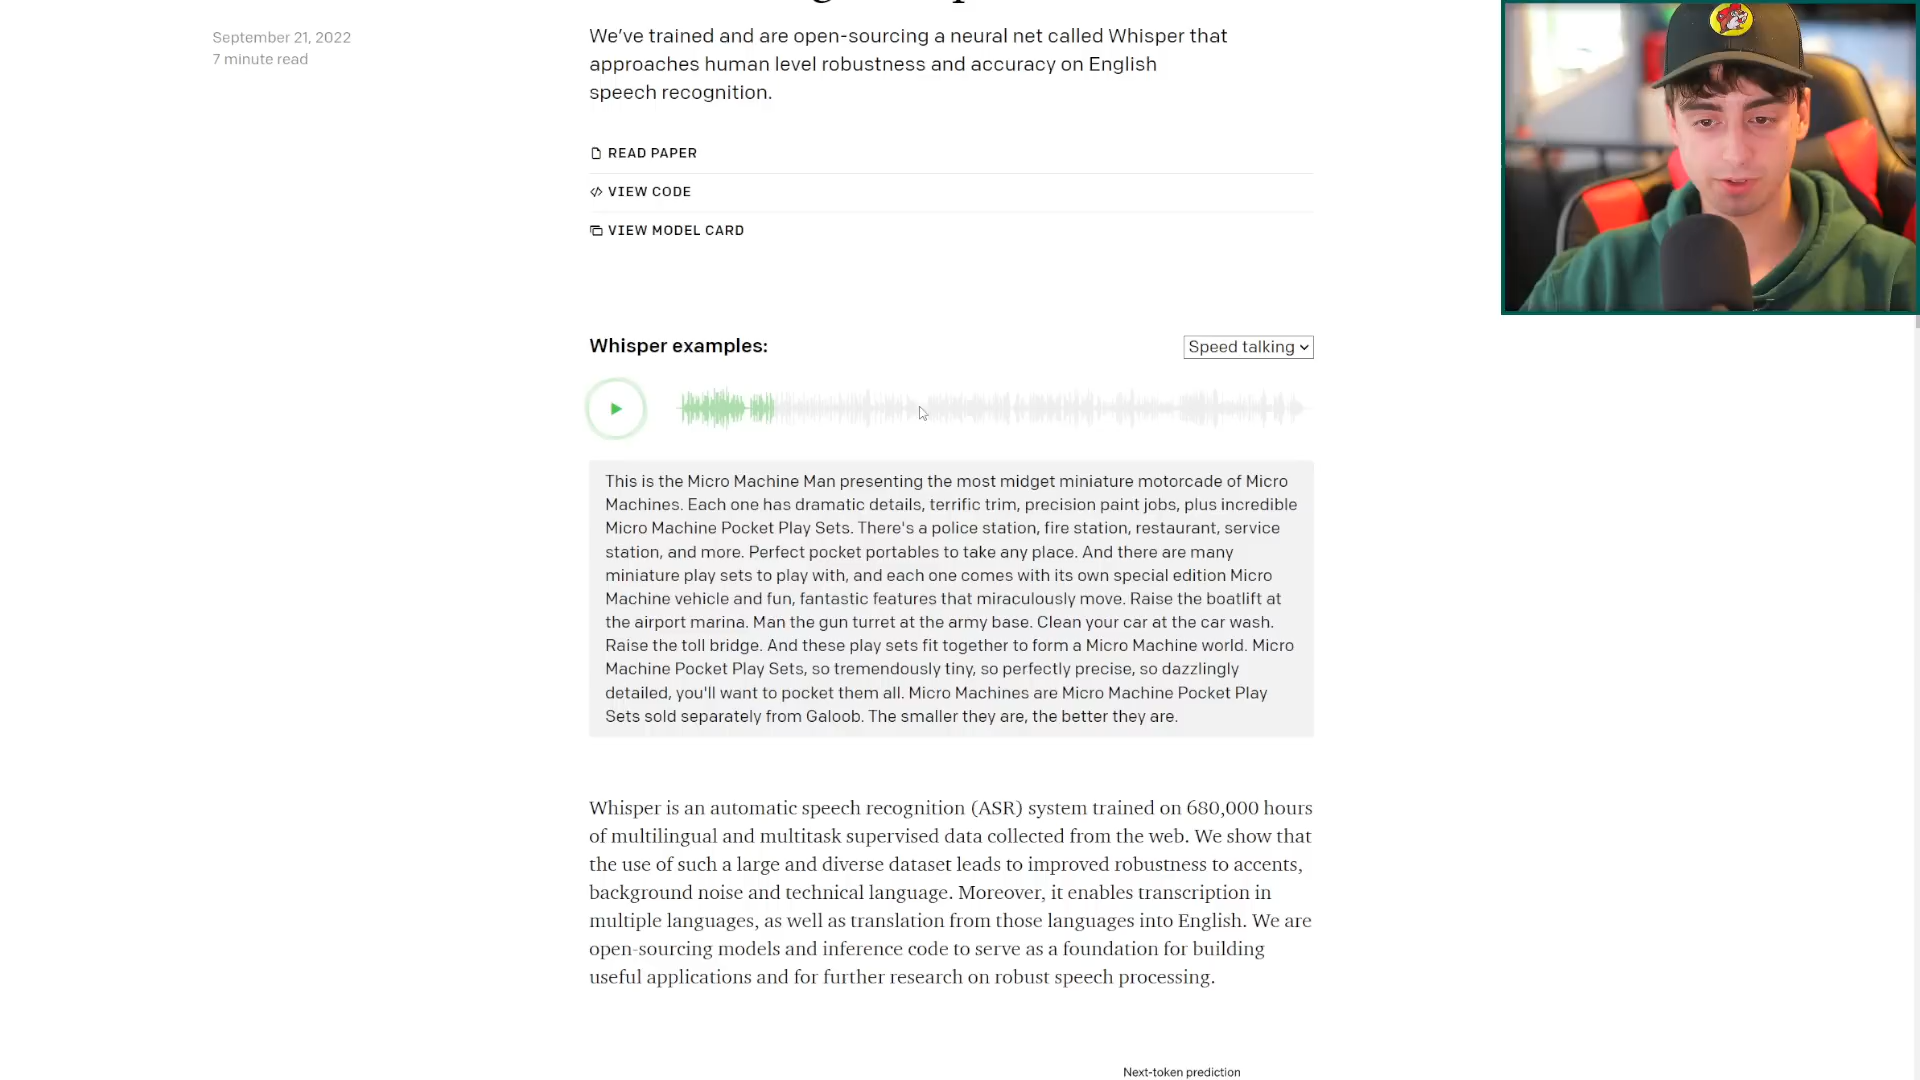 September 21, 2022
7 minute read
We’ve trained and are open-sourcing a neural net called Whisper that
approaches human level robustness and accuracy on English
speech recognition.
READ PAPER
VIEW CODE
VIEW MODEL CARD
Whisper examples:
Speed talking
This is the Micro Machine Man presenting the most midget miniature motorcade of Micro
Machines. Each one has dramatic details, terrific trim, precision paint jobs, plus incredible
Micro Machine Pocket Play Sets. There's a police station, fire station, restaurant, service
station, and more. Perfect pocket portables to take any place. And there are many
miniature play sets to play with, and each one comes with its own special edition Micro
Machine vehicle and fun, fantastic features that miraculously move. Raise the boatlift at
the airport marina. Man the gun turret at the army base. Clean your car at the car wash.
Raise the toll bridge. And these play sets fit together to form a Micro Machine world. Micro
Machine Pocket Play Sets, so tremendously tiny, so perfectly precise, so dazzlingly
detailed, you'll want to pocket them all. Micro Machines are Micro Machine Pocket Play
Sets sold separately from Galoob. The smaller they are, the better they are.
Whisper is an automatic speech recognition (ASR) system trained on 680,000 hours
of multilingual and multitask supervised data collected from the web. We show that
the use of such a large and diverse dataset leads to improved robustness to accents,
background noise and technical language. Moreover, it enables transcription in
multiple languages, as well as translation from those languages into English. We are
open-sourcing models and inference code to serve as a foundation for building
useful applications and for further research on robust speech processing.
Next-token prediction